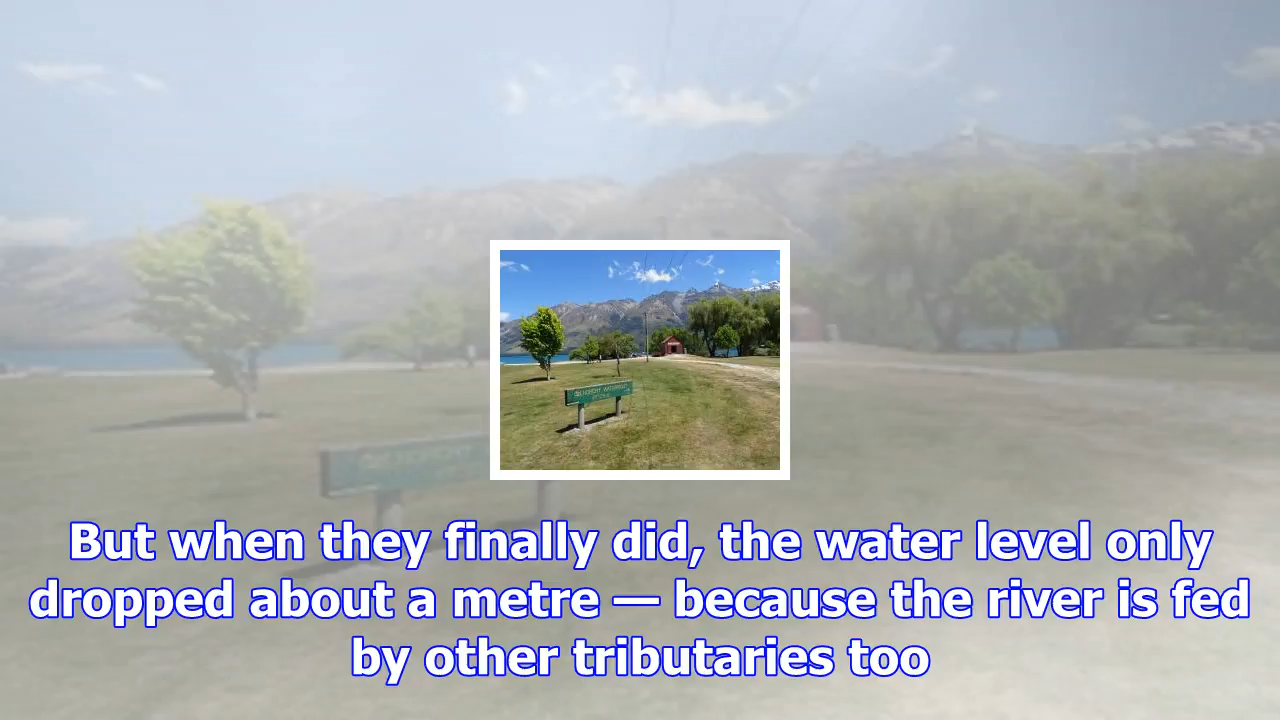 But when they finally did, the water level only
dropped about a metre — because the river is fed
by other tributaries too